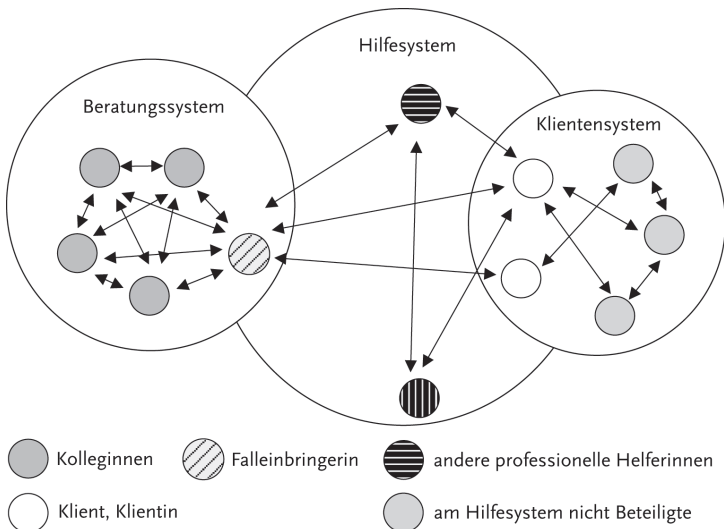 Hilfesystem
Beratungssystem
Klientensystem
Kolleginnen
Falleinbringerin
andere professionelle Helferinnen
Klient, Klientin
am Hilfesystem nicht Beteiligte